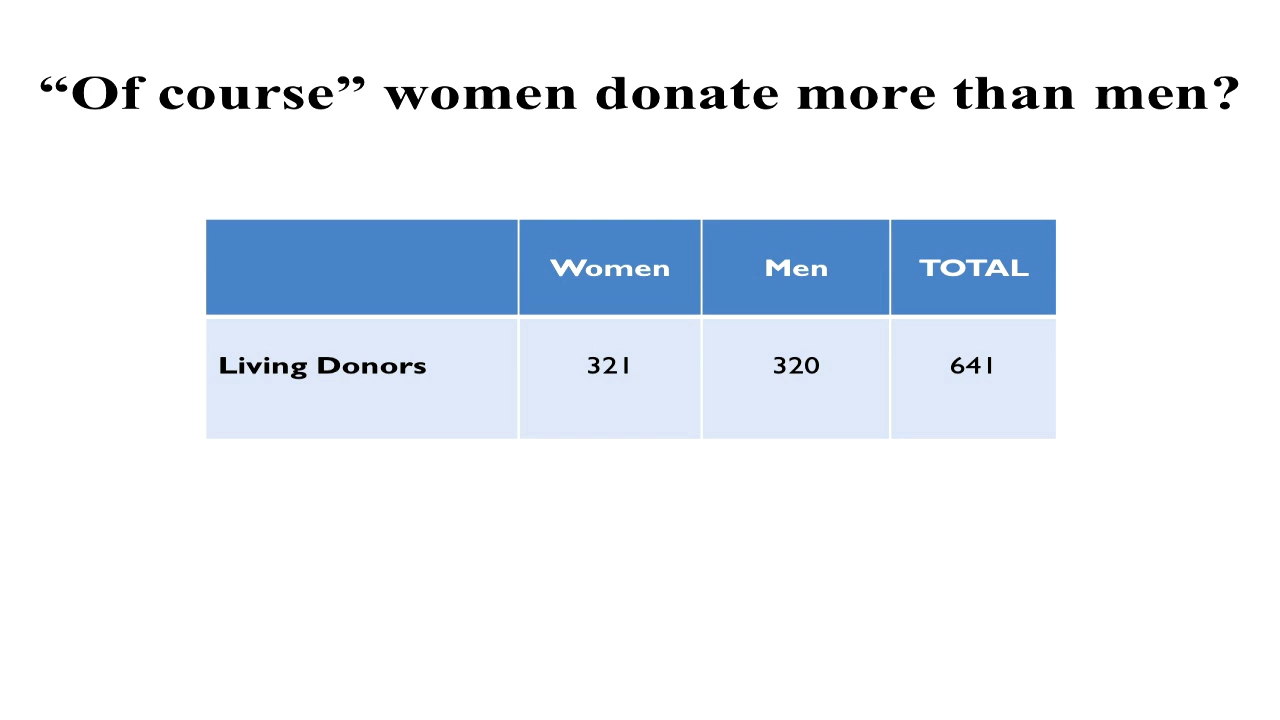 “Of course” women donate more than men?
Women Men TOTAL
Living Donors 321 320 641